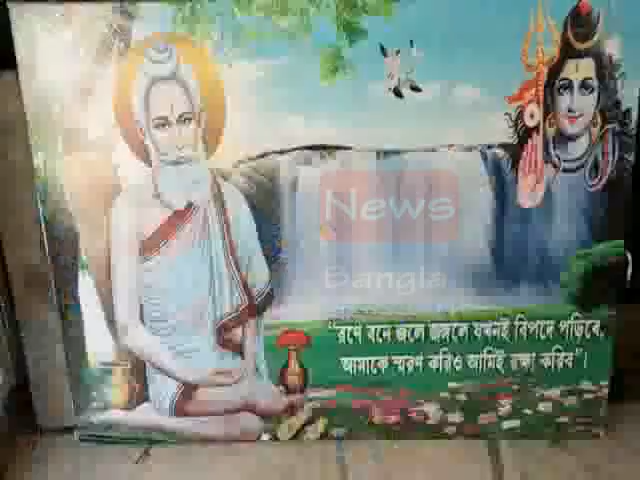 News
Bangla
"রণে বনে জলে জঙ্গলে যখনই বিপদে পড়িবে,
আমাকে স্মরণ করিও আমিই রক্ষা করিব"।